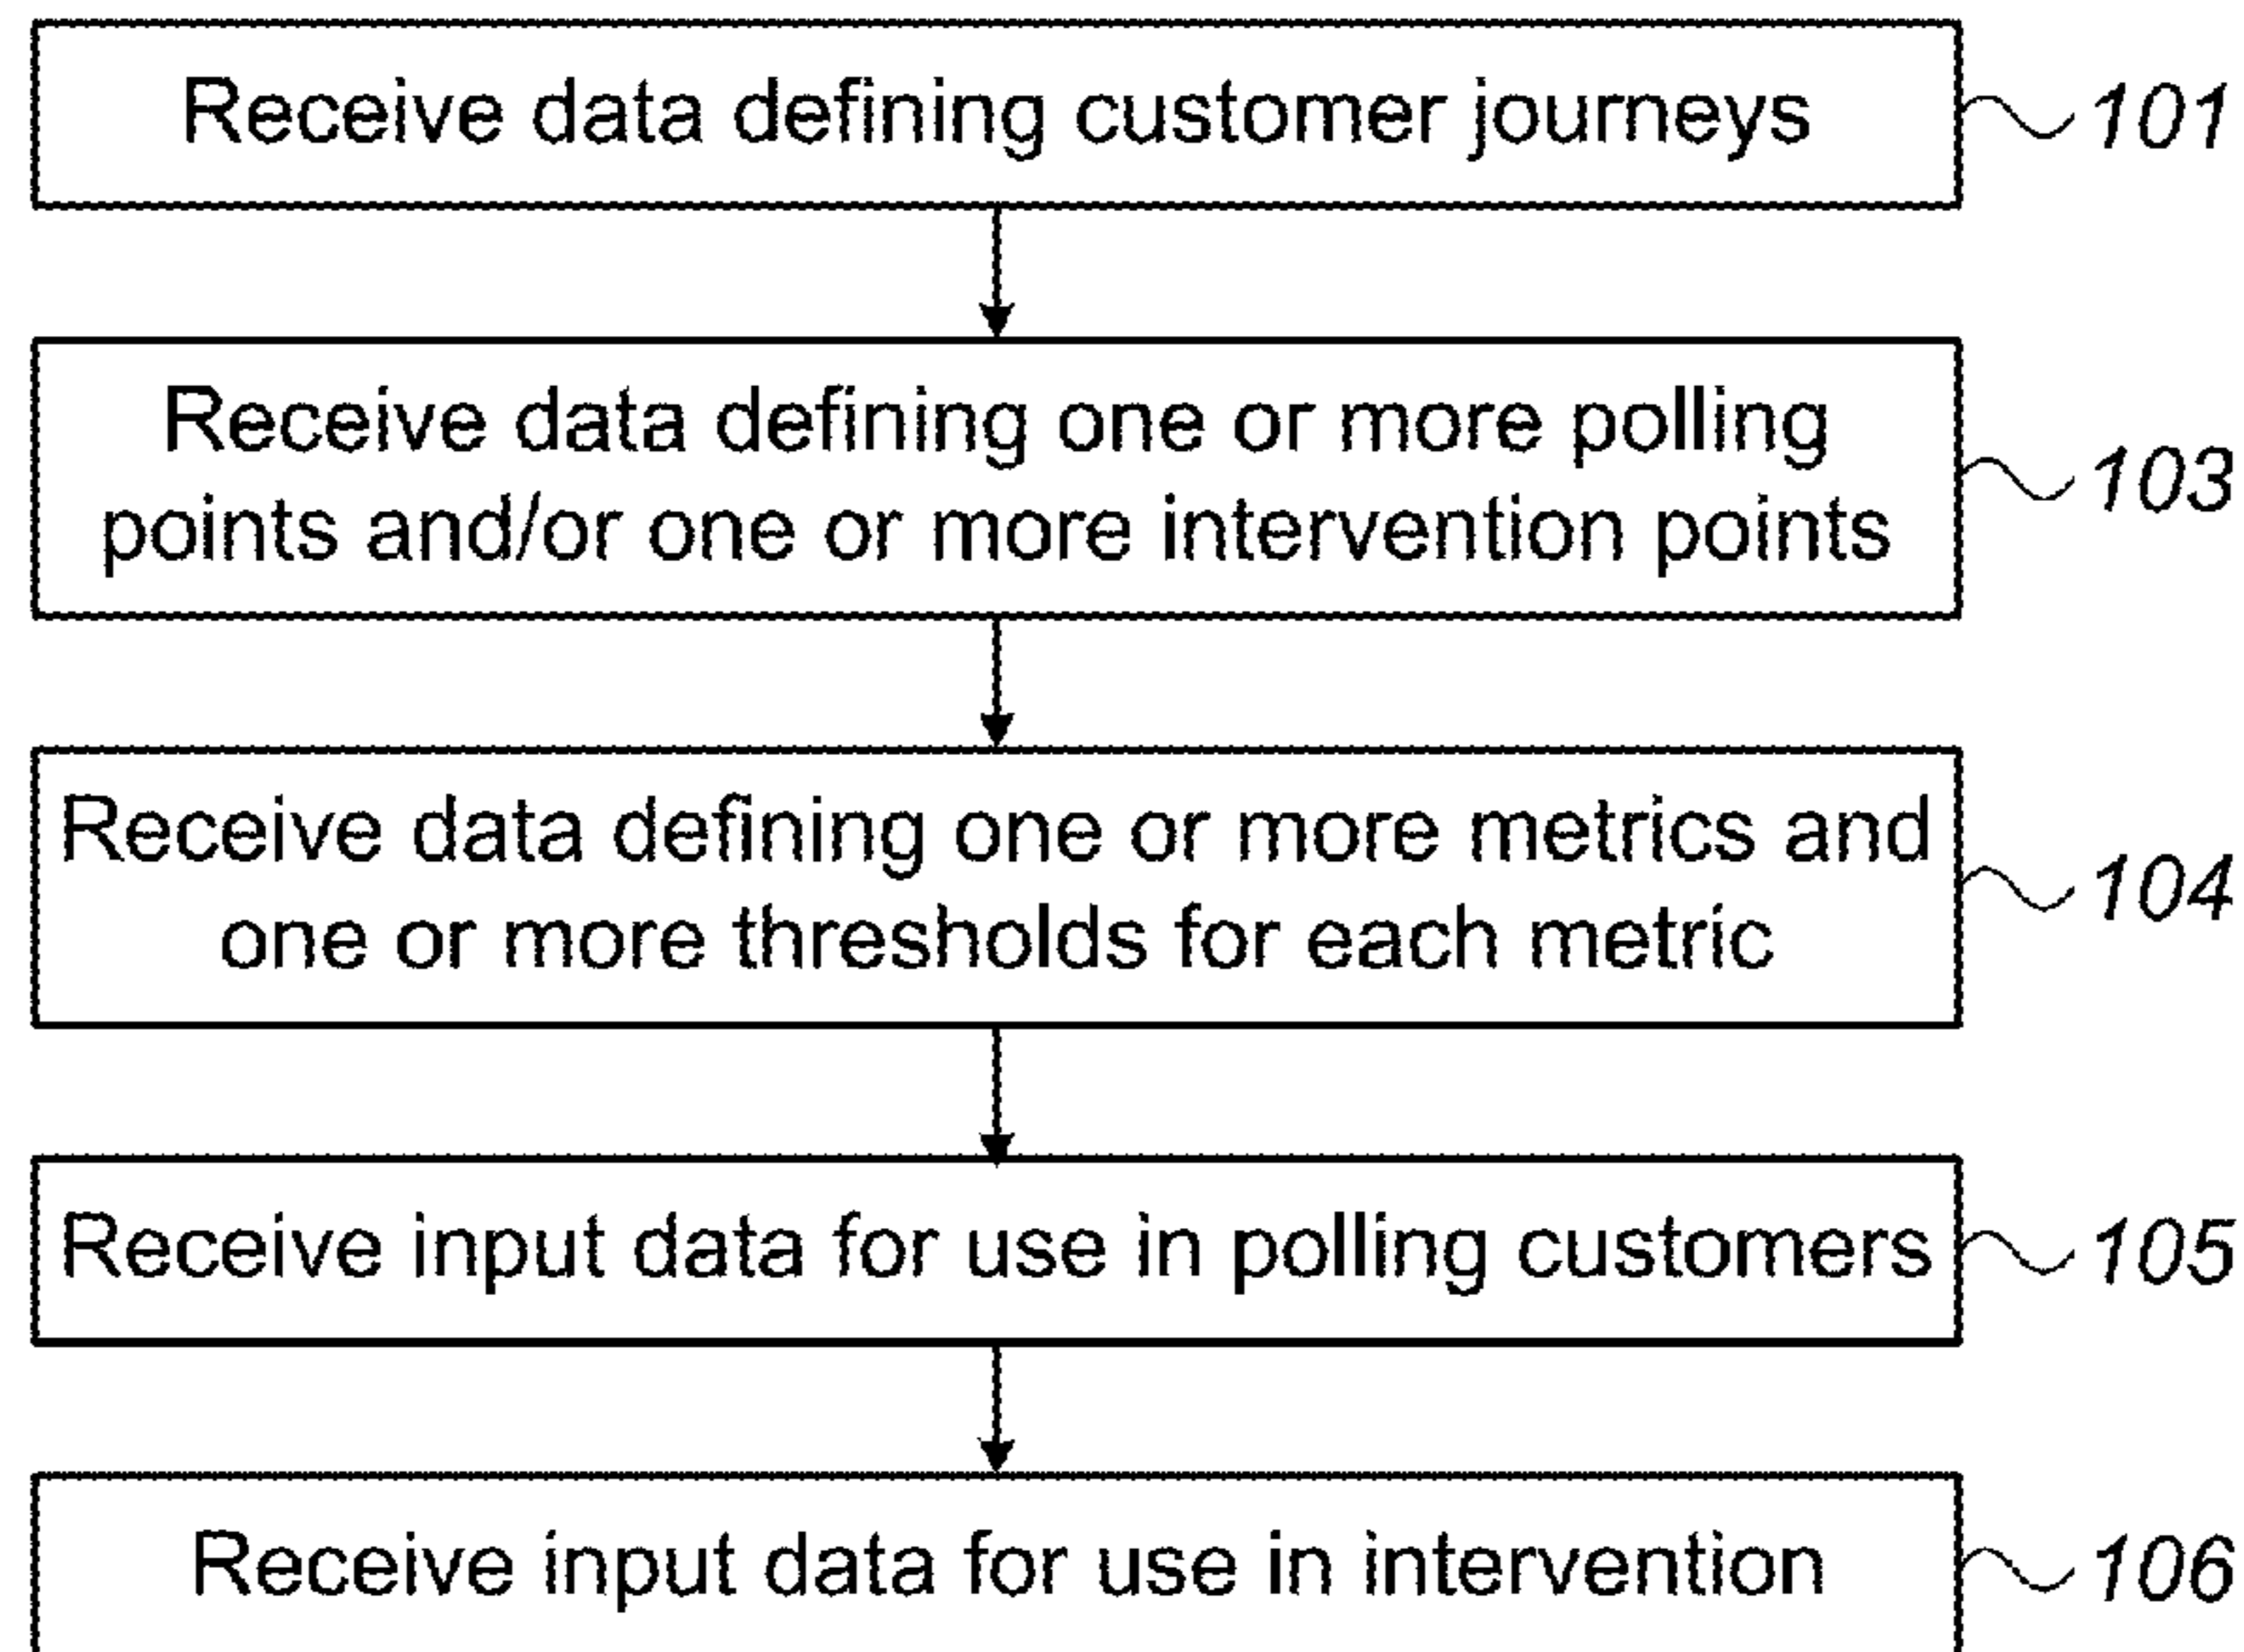 Receive data defining customer journeys
101
Receive data defining one or more polling
points and/or one or more intervention points
103
Receive data defining one or more metrics and
one or more thresholds for each metric
104
Receive input data for use in polling customers
105
Receive input data for use in intervention
106